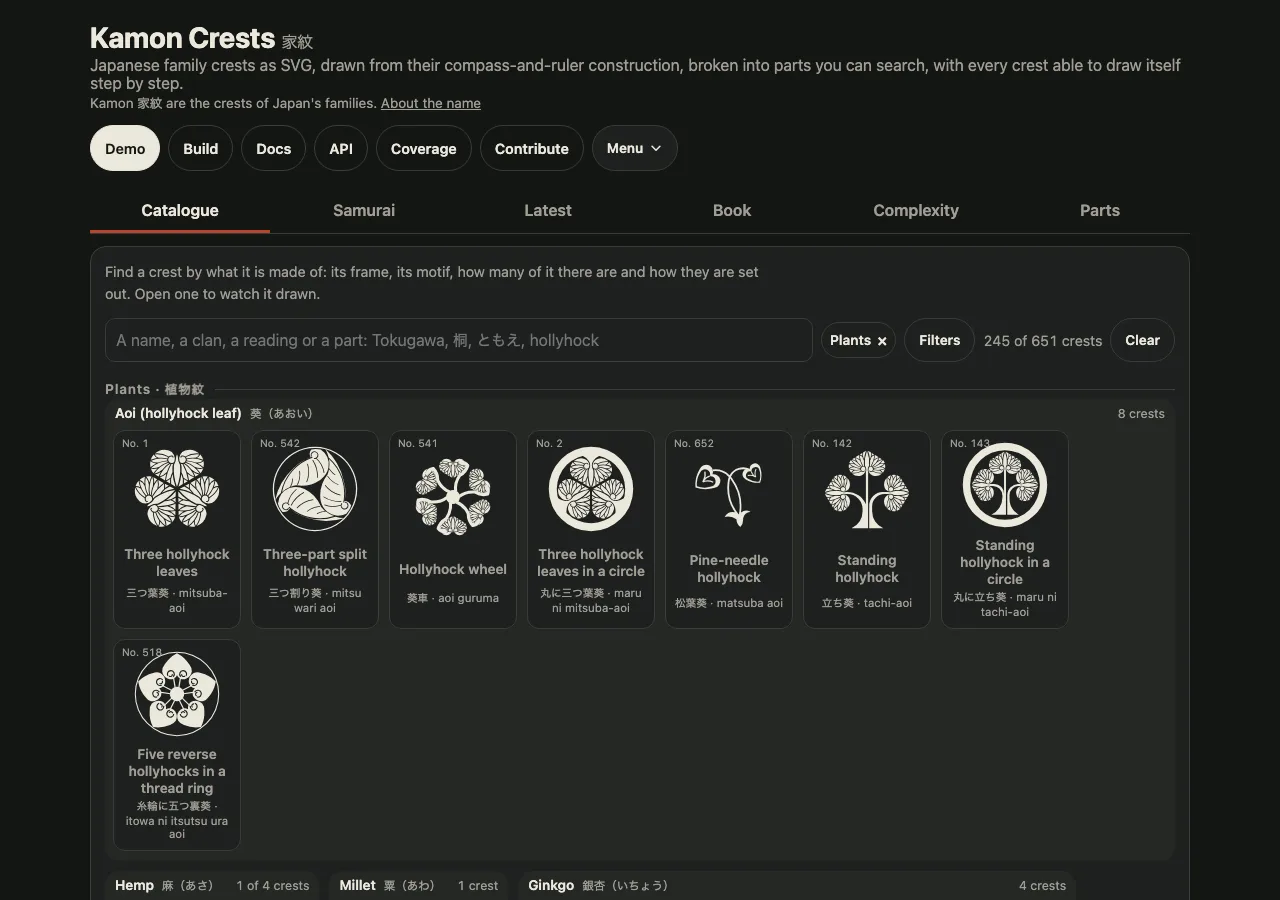 Kamon Crests 家紋
Japanese family crests as SVG, drawn from their compass-and-ruler construction, broken into parts you can search, with every crest able to draw itself
step by step.
Kamon 家紋 are the crests of Japan's families. About the name
Demo
Build
Docs
API
Coverage
Contribute
Menu
Catalogue
Samurai
Latest
Book
Complexity
Parts
Find a crest by what it is made of: its frame, its motif, how many of it there are and how they are set
out. Open one to watch it drawn.
A name, a clan, a reading or a part: Tokugawa, 桐, ともえ, hollyhock
Plants ×
Filters
245 of 651 crests
Clear
Plants · 植物紋
Aoi (hollyhock leaf) 葵（あおい）
8 crests
No. 1
Three hollyhock
leaves
三つ葉葵 · mitsuba-
aoi
No. 542
Three-part split
hollyhock
三つ割り葵 · mitsu
wari aoi
No. 541
Hollyhock wheel
葵車 · aoi guruma
No. 2
Three hollyhock
leaves in a circle
丸に三つ葉葵 · maru
ni mitsuba-aoi
No. 652
Pine-needle
hollyhock
松葉葵 · matsuba aoi
No. 142
Standing
hollyhock
立ち葵 · tachi-aoi
No. 143
Standing
hollyhock in a
circle
丸に立ち葵 · maru ni
tachi-aoi
No. 518
Five reverse
hollyhocks in a
thread ring
糸輪に五つ裏葵 ·
itowa ni itsutsu ura
aoi
Hemp 麻（あさ） 1 of 4 crests
Millet 粟（あわ） 1 crest
Ginkgo 銀杏（いちょう） 4 crests